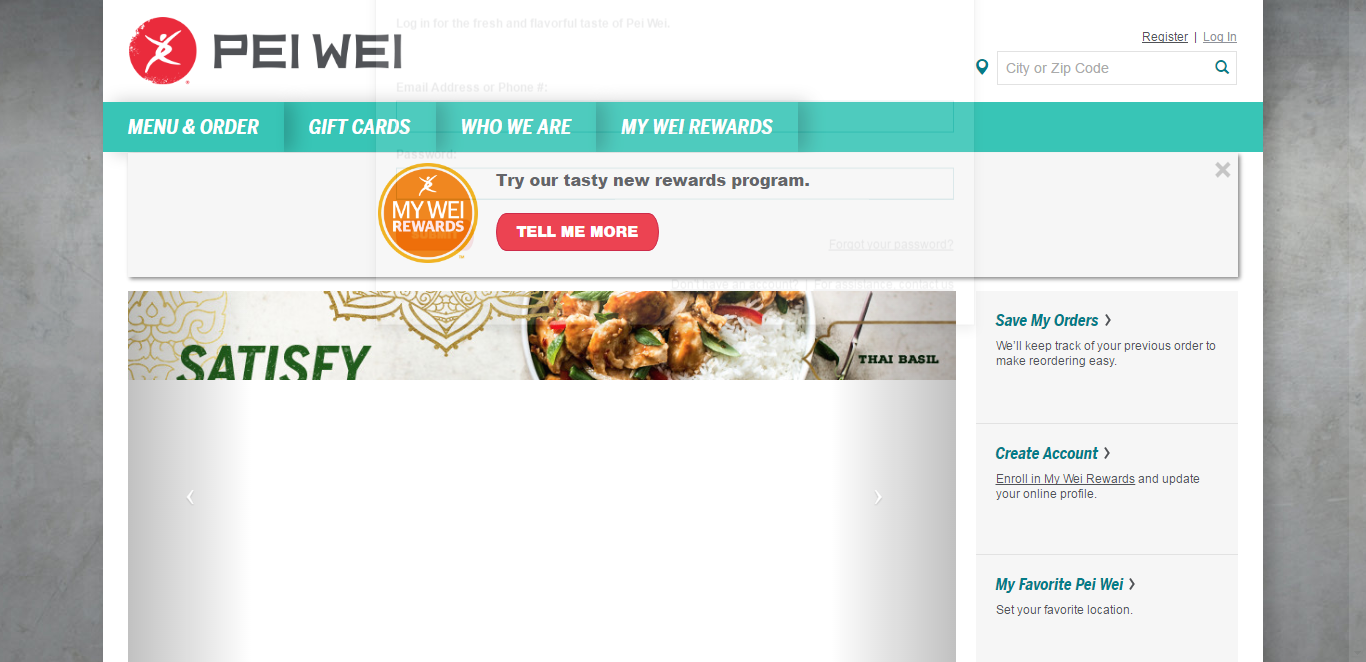 Log in for the fresh and flavorful taste of Pei Wei.
PEI WEI
Register | Log In
City or Zip Code
Email Address or Phone #:
MENU & ORDER
GIFT CARDS
WHO WE ARE
MY WEI REWARDS
Password:
MY WEI
REWARDS
Try our tasty new rewards program.
TELL ME MORE
SUBMIT
Forgot your password?
Don't have an account? | For assistance, contact us
SATISFY
THAI BASIL
Save My Orders
We'll keep track of your previous order to
make reordering easy.
Create Account
Enroll in My Wei Rewards and update
your online profile.
My Favorite Pei Wei
Set your favorite location.